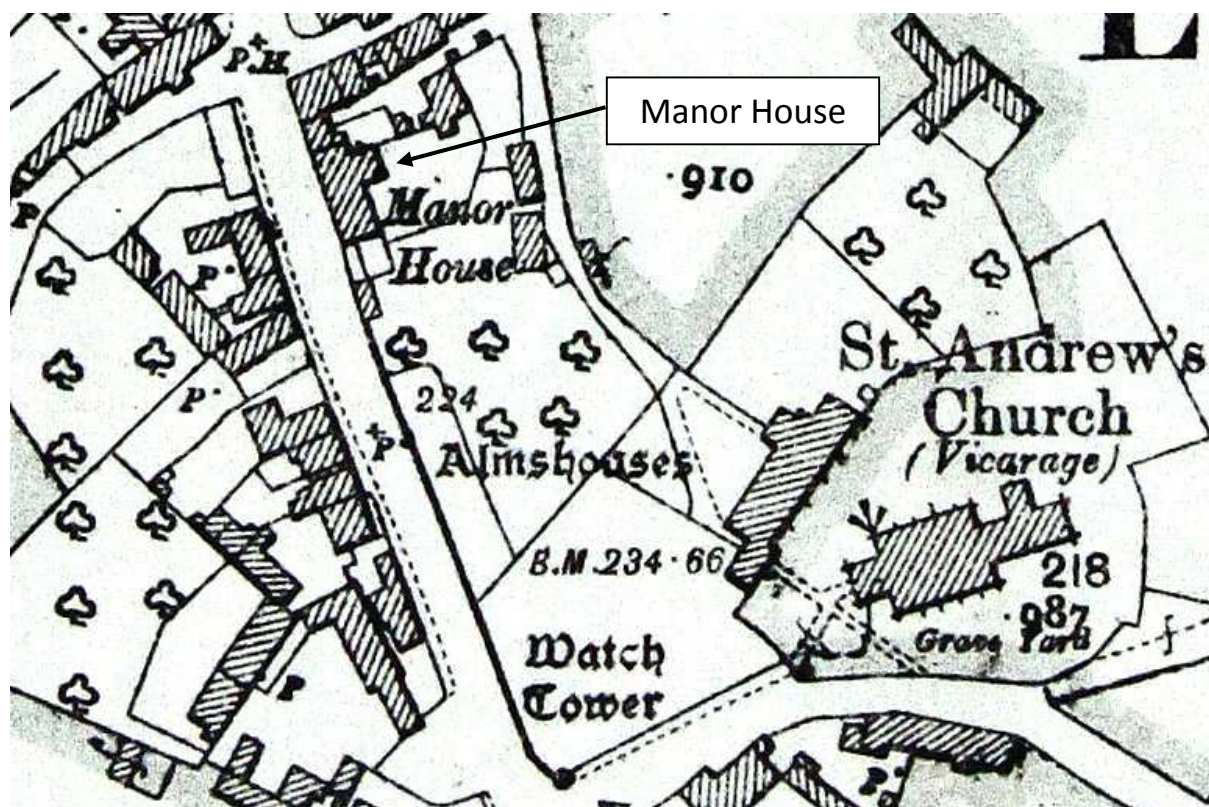 L
P.H.
Manor House
·910
Manor
House
P
P
St. Andrew's
Church
(Vicarage)
P
224
P
Almshouses
B.M. 234·66
218
·987
Grave Yard
Watch
Tower
P
P